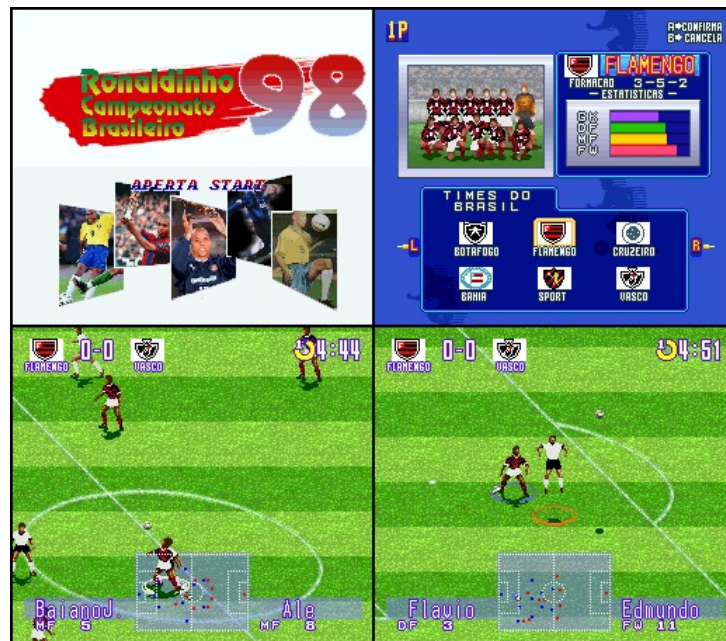 Ronaldinho
Campeonato
Brasileiro
98
APERTA START
1P
A➡CONFIRMA
B➡CANCELA
FLAMENGO
FORMACAO 3-5-2
— ESTATISTICAS —
GK
DF
MF
FW
TIMES DO
BRASIL
L
R
BOTAFOGO
FLAMENGO
CRUZEIRO
BAHIA
SPORT
VASCO
0-0
1 4:44
FLAMENGO
VASCO
BaianoJ.
MF 5
Ale
MF 8
0-0
1 4:51
FLAMENGO
VASCO
Flavio
DF 3
Edmundo
FW 11